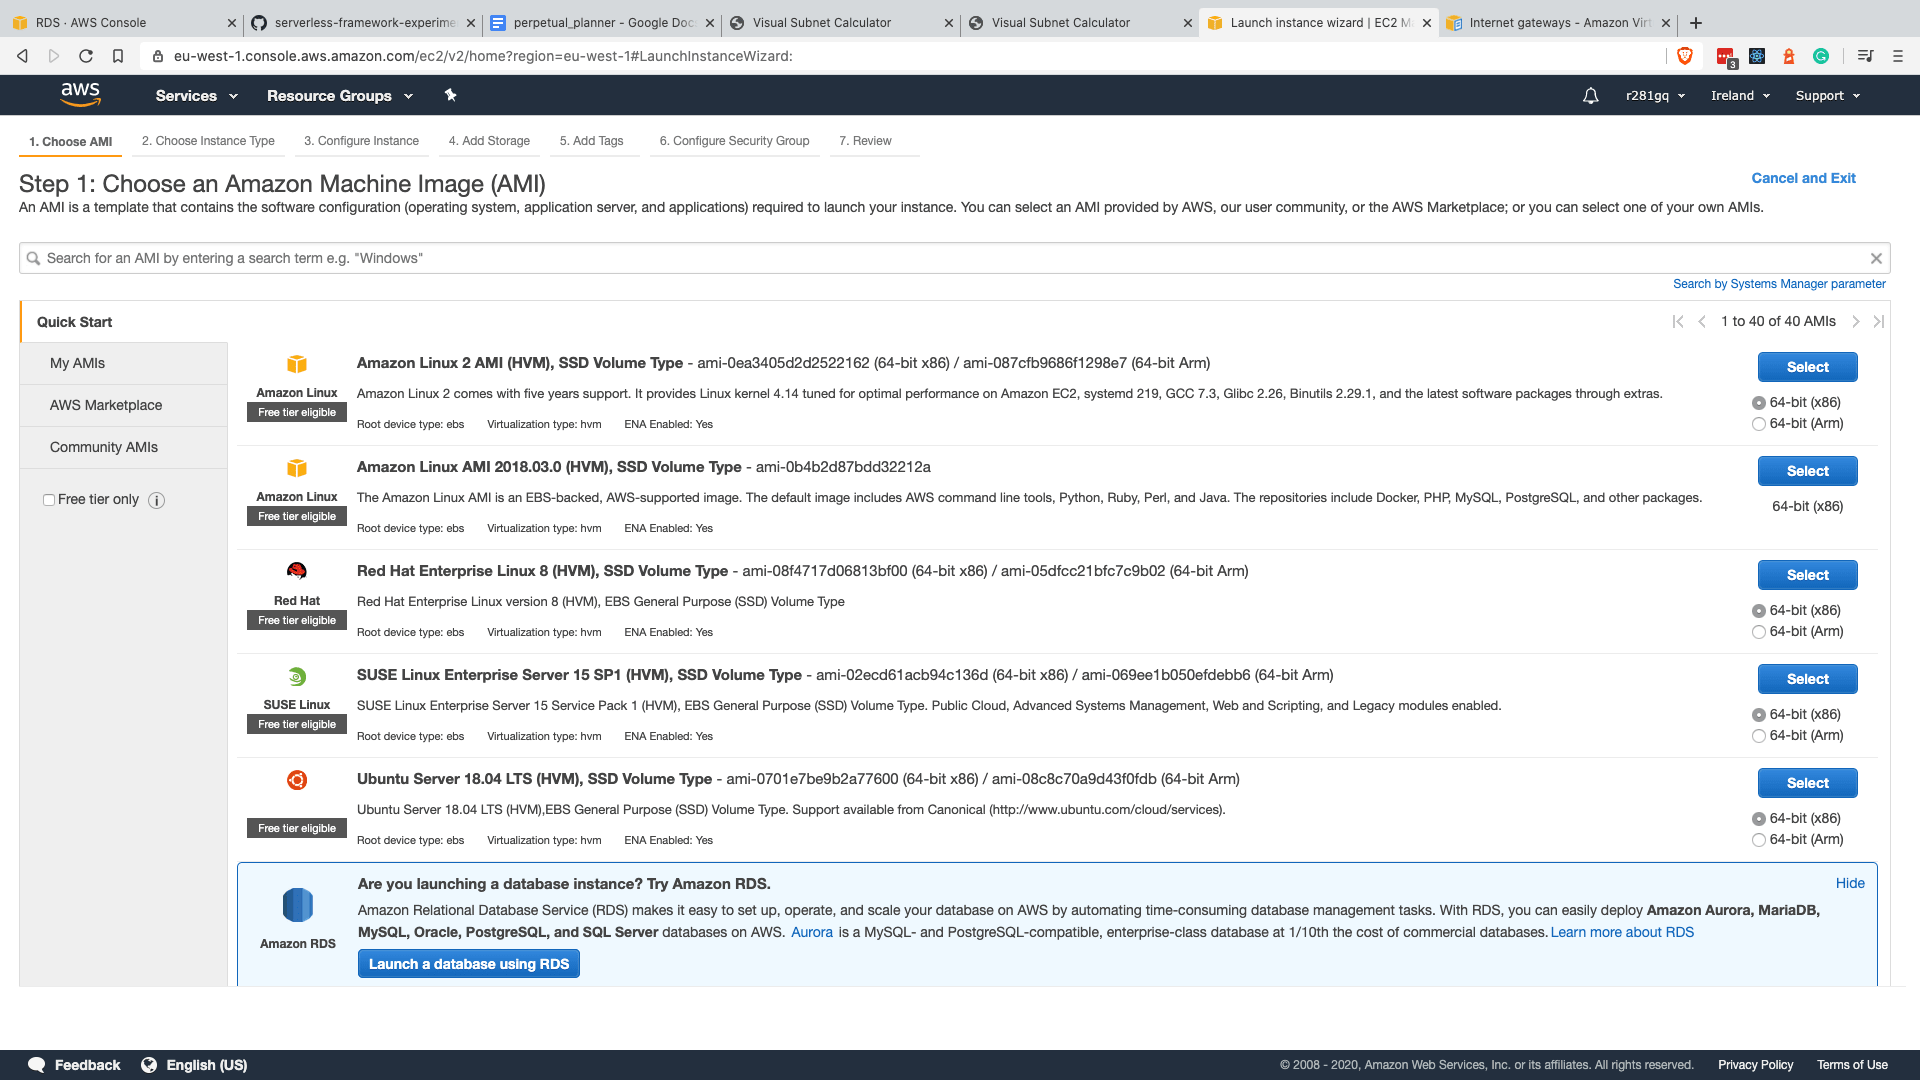 RDS · AWS Console
serverless-framework-experime
perpetual_planner - Google Doc
Visual Subnet Calculator
Visual Subnet Calculator
Launch instance wizard | EC2 M
Internet gateways - Amazon Virt
eu-west-1.console.aws.amazon.com/ec2/v2/home?region=eu-west-1#LaunchInstanceWizard:
3
aws
Services
Resource Groups
r281gq
Ireland
Support
1. Choose AMI
2. Choose Instance Type
3. Configure Instance
4. Add Storage
5. Add Tags
6. Configure Security Group
7. Review
Step 1: Choose an Amazon Machine Image (AMI)
Cancel and Exit
An AMI is a template that contains the software configuration (operating system, application server, and applications) required to launch your instance. You can select an AMI provided by AWS, our user community, or the AWS Marketplace; or you can select one of your own AMIs.
Search for an AMI by entering a search term e.g. "Windows"
Search by Systems Manager parameter
Quick Start
1 to 40 of 40 AMIs
My AMIs
AWS Marketplace
Community AMIs
Free tier only
Amazon Linux
Free tier eligible
Amazon Linux 2 AMI (HVM), SSD Volume Type - ami-0ea3405d2d2522162 (64-bit x86) / ami-087cfb9686f1298e7 (64-bit Arm)
Amazon Linux 2 comes with five years support. It provides Linux kernel 4.14 tuned for optimal performance on Amazon EC2, systemd 219, GCC 7.3, Glibc 2.26, Binutils 2.29.1, and the latest software packages through extras.
Root device type: ebs Virtualization type: hvm ENA Enabled: Yes
Select
64-bit (x86)
64-bit (Arm)
Amazon Linux
Free tier eligible
Amazon Linux AMI 2018.03.0 (HVM), SSD Volume Type - ami-0b4b2d87bdd32212a
The Amazon Linux AMI is an EBS-backed, AWS-supported image. The default image includes AWS command line tools, Python, Ruby, Perl, and Java. The repositories include Docker, PHP, MySQL, PostgreSQL, and other packages.
Root device type: ebs Virtualization type: hvm ENA Enabled: Yes
Select
64-bit (x86)
Red Hat
Free tier eligible
Red Hat Enterprise Linux 8 (HVM), SSD Volume Type - ami-08f4717d06813bf00 (64-bit x86) / ami-05dfcc21bfc7c9b02 (64-bit Arm)
Red Hat Enterprise Linux version 8 (HVM), EBS General Purpose (SSD) Volume Type
Root device type: ebs Virtualization type: hvm ENA Enabled: Yes
Select
64-bit (x86)
64-bit (Arm)
SUSE Linux
Free tier eligible
SUSE Linux Enterprise Server 15 SP1 (HVM), SSD Volume Type - ami-02ecd61acb94c136d (64-bit x86) / ami-069ee1b050efdebb6 (64-bit Arm)
SUSE Linux Enterprise Server 15 Service Pack 1 (HVM), EBS General Purpose (SSD) Volume Type. Public Cloud, Advanced Systems Management, Web and Scripting, and Legacy modules enabled.
Root device type: ebs Virtualization type: hvm ENA Enabled: Yes
Select
64-bit (x86)
64-bit (Arm)
Free tier eligible
Ubuntu Server 18.04 LTS (HVM), SSD Volume Type - ami-0701e7be9b2a77600 (64-bit x86) / ami-08c8c70a9d43f0fdb (64-bit Arm)
Ubuntu Server 18.04 LTS (HVM),EBS General Purpose (SSD) Volume Type. Support available from Canonical (http://www.ubuntu.com/cloud/services).
Root device type: ebs Virtualization type: hvm ENA Enabled: Yes
Select
64-bit (x86)
64-bit (Arm)
Amazon RDS
Are you launching a database instance? Try Amazon RDS.
Hide
Amazon Relational Database Service (RDS) makes it easy to set up, operate, and scale your database on AWS by automating time-consuming database management tasks. With RDS, you can easily deploy Amazon Aurora, MariaDB,
MySQL, Oracle, PostgreSQL, and SQL Server databases on AWS. Aurora is a MySQL- and PostgreSQL-compatible, enterprise-class database at 1/10th the cost of commercial databases. Learn more about RDS
Launch a database using RDS
Feedback
English (US)
© 2008 - 2020, Amazon Web Services, Inc. or its affiliates. All rights reserved.
Privacy Policy
Terms of Use